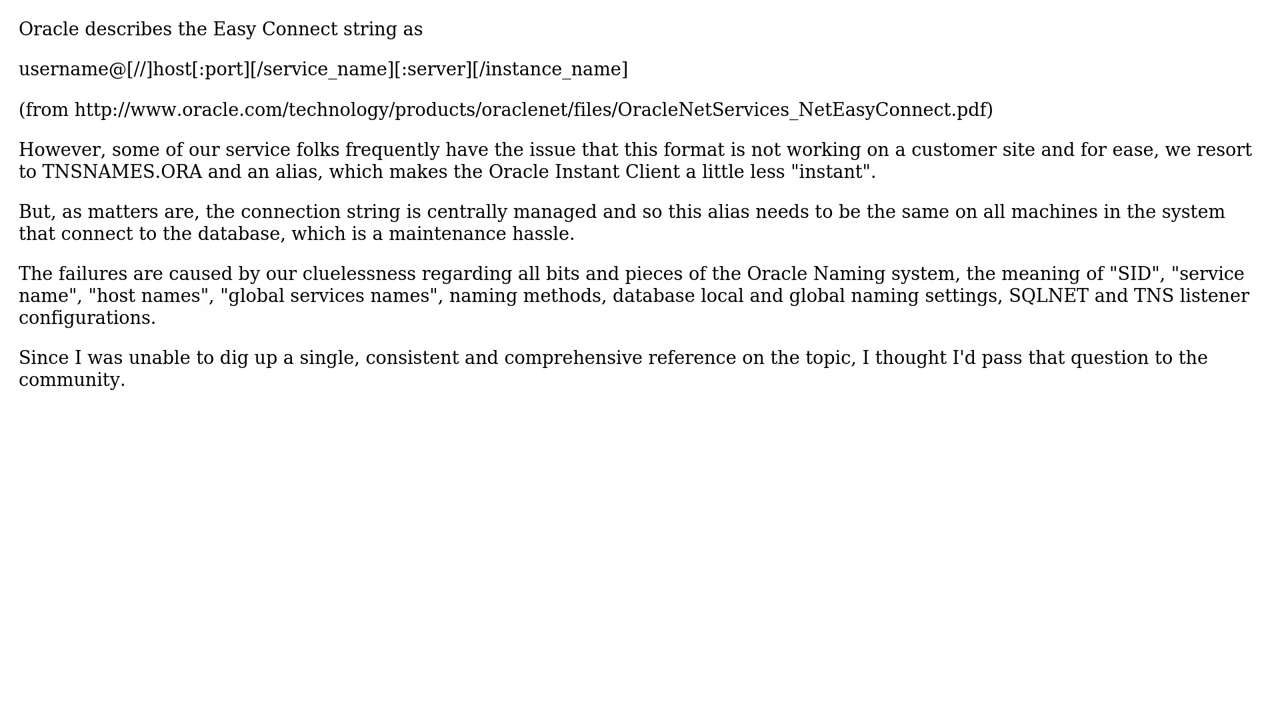 Oracle describes the Easy Connect string as
username@[//]host[:port][/service_name][:server][/instance_name]
(from http://www.oracle.com/technology/products/oraclenet/files/OracleNetServices_NetEasyConnect.pdf)
However, some of our service folks frequently have the issue that this format is not working on a customer site and for ease, we resort
to TNSNAMES.ORA and an alias, which makes the Oracle Instant Client a little less "instant".
But, as matters are, the connection string is centrally managed and so this alias needs to be the same on all machines in the system
that connect to the database, which is a maintenance hassle.
The failures are caused by our cluelessness regarding all bits and pieces of the Oracle Naming system, the meaning of "SID", "service
name", "host names", "global services names", naming methods, database local and global naming settings, SQLNET and TNS listener
configurations.
Since I was unable to dig up a single, consistent and comprehensive reference on the topic, I thought I'd pass that question to the
community.